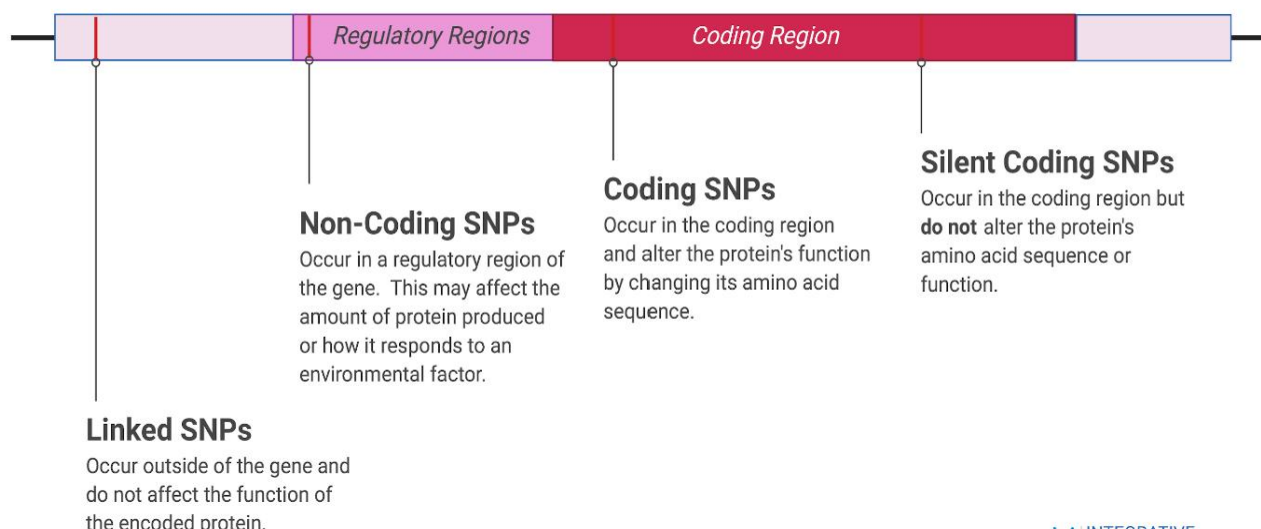 Regulatory Regions
Coding Region
Silent Coding SNPs
Occur in the coding region but
do not alter the protein's
amino acid sequence or
function.
Coding SNPs
Occur in the coding region
and alter the protein's function
by changing its amino acid
sequence.
Non-Coding SNPs
Occur in a regulatory region of
the gene. This may affect the
amount of protein produced
or how it responds to an
environmental factor.
Linked SNPs
Occur outside of the gene and
do not affect the function of
the encoded protein.
INTEGRATIVE